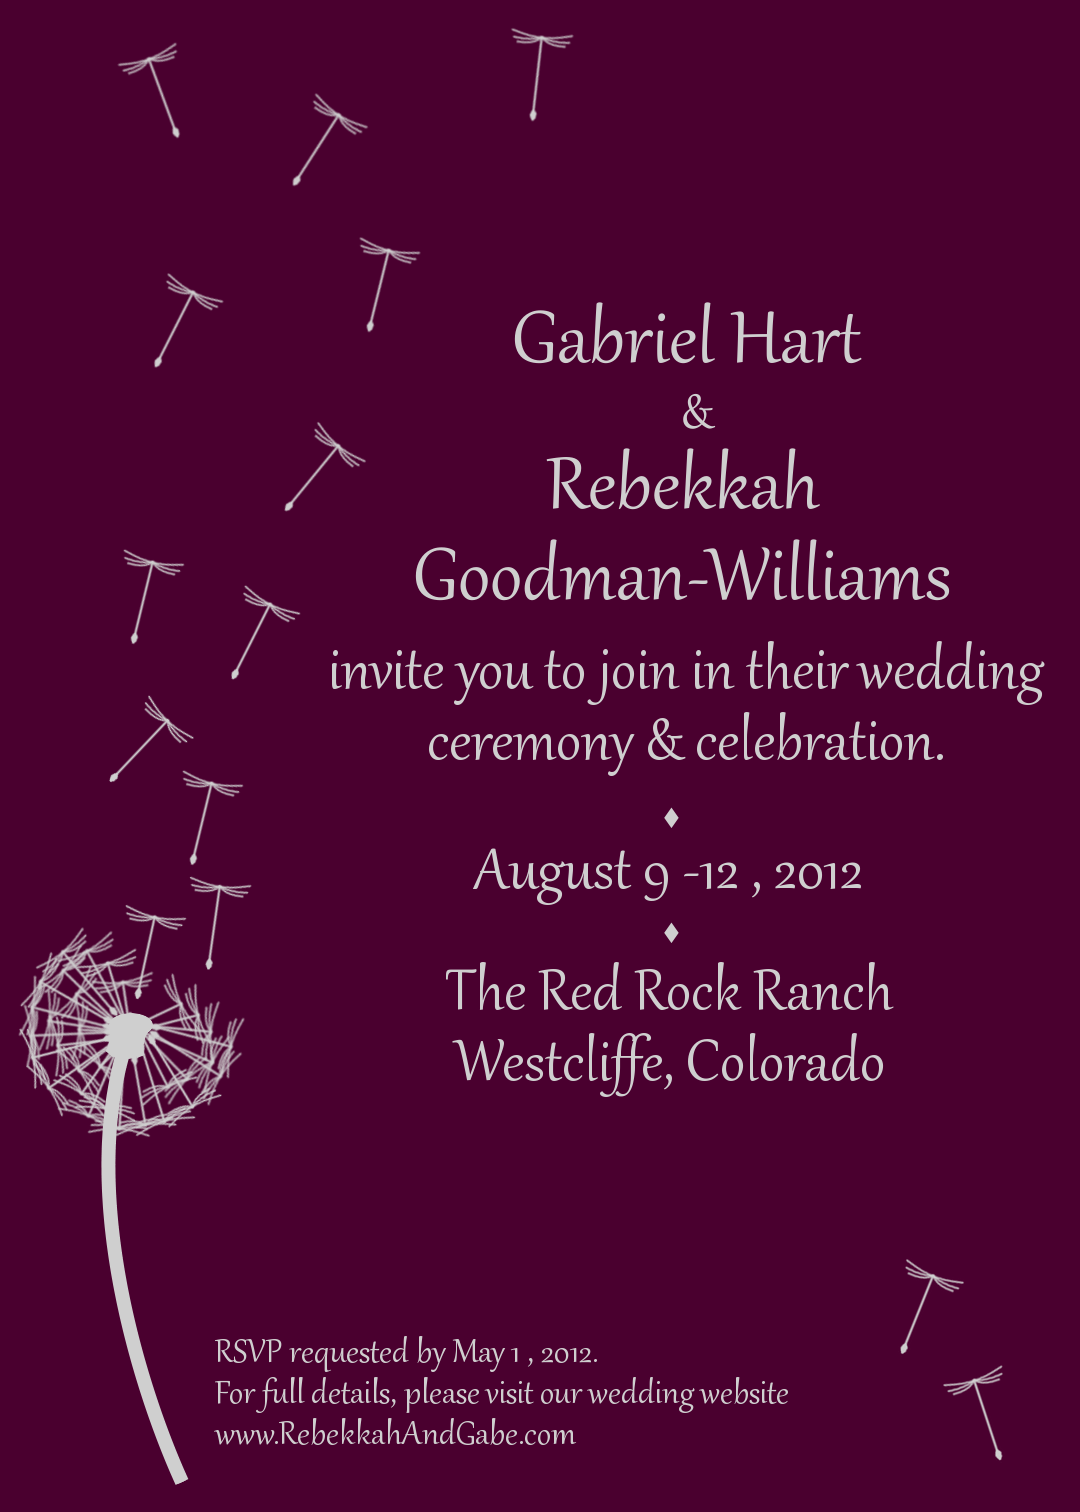 Gabriel Hart
&
Rebekkah
Goodman-Williams
invite you to join in their wedding
ceremony & celebration.
♦
August 9 -12 , 2012
♦
The Red Rock Ranch
Westcliffe, Colorado
RSVP requested by May 1 , 2012.
For full details, please visit our wedding website
www.RebekkahAndGabe.com